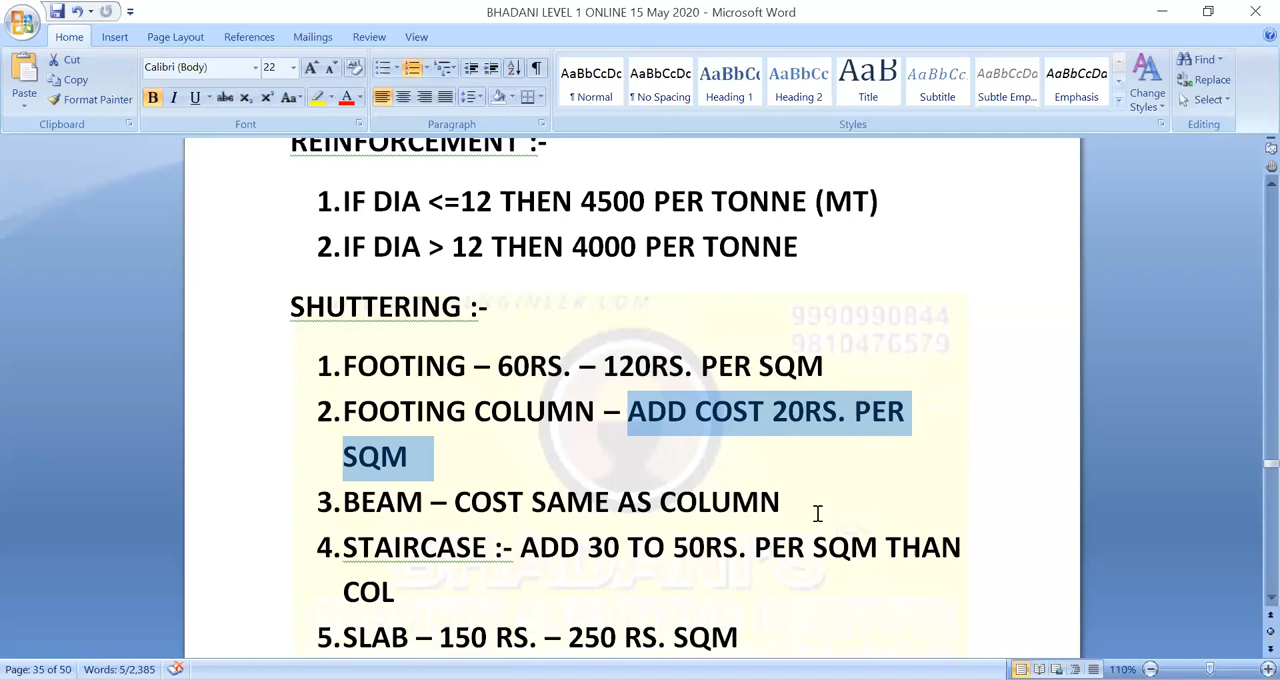 BHADANI LEVEL 1 ONLINE 15 May 2020 - Microsoft Word
Home Insert Page Layout References Mailings Review View
Paste
Cut
Copy
Format Painter
Clipboard
Calibri (Body) 22
Font
Paragraph
AaBbCcDc AaBbCcDc AaBbCc AaBbCc AaB AaBbCc. AaBbCcDa AaBbCcDc
¶ Normal ¶ No Spacing Heading 1 Heading 2 Title Subtitle Subtle Emp... Emphasis
Change Styles
Styles
Find
Replace
Select
Editing
REINFORCEMENT :-
1. IF DIA <=12 THEN 4500 PER TONNE (MT)
2. IF DIA > 12 THEN 4000 PER TONNE
SHUTTERING :-
9990990844
9810476579
1. FOOTING – 60RS. – 120RS. PER SQM
2. FOOTING COLUMN – ADD COST 20RS. PER
SQM
3. BEAM – COST SAME AS COLUMN
4. STAIRCASE :- ADD 30 TO 50RS. PER SQM THAN
COL
BHADANI'S
5. SLAB – 150 RS. – 250 RS. SQM
Page: 35 of 50 Words: 5/2,385 110%